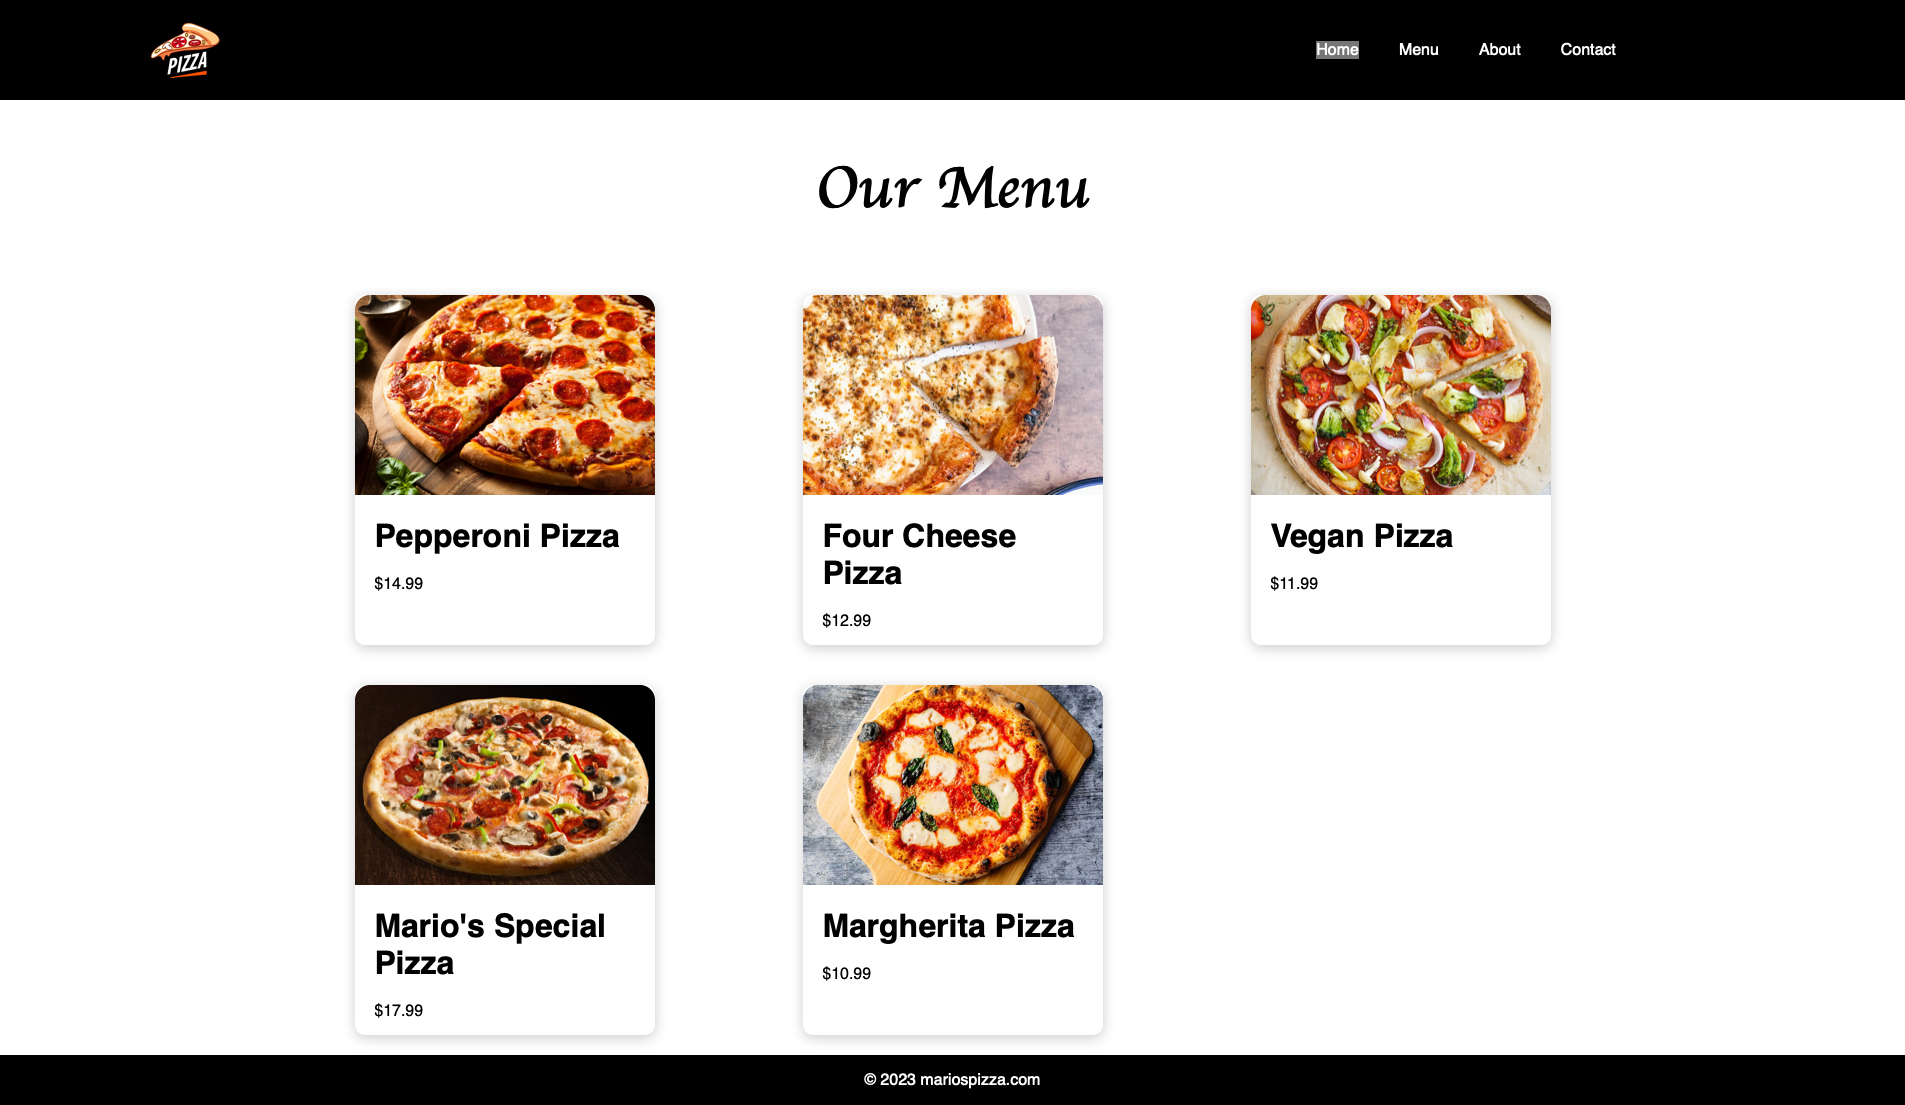 PIZZA
Home Menu About Contact
Our Menu
Pepperoni Pizza
$14.99
Four Cheese
Pizza
$12.99
Vegan Pizza
$11.99
Mario's Special
Pizza
$17.99
Margherita Pizza
$10.99
© 2023 mariospizza.com